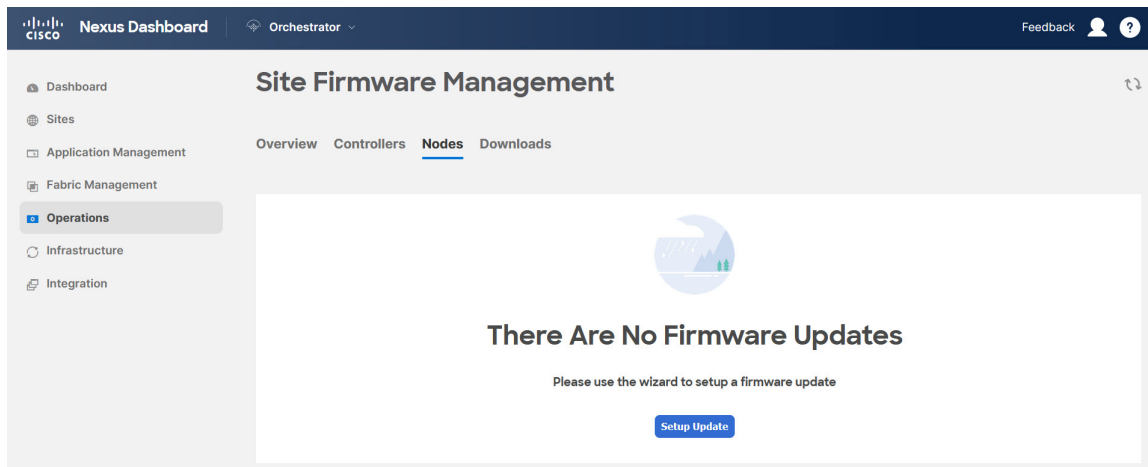 CISCO Nexus Dashboard Orchestrator Feedback ?
Dashboard
Sites
Application Management
Fabric Management
Operations
Infrastructure
Integration
Site Firmware Management
Overview Controllers Nodes Downloads
There Are No Firmware Updates
Please use the wizard to setup a firmware update
Setup Update